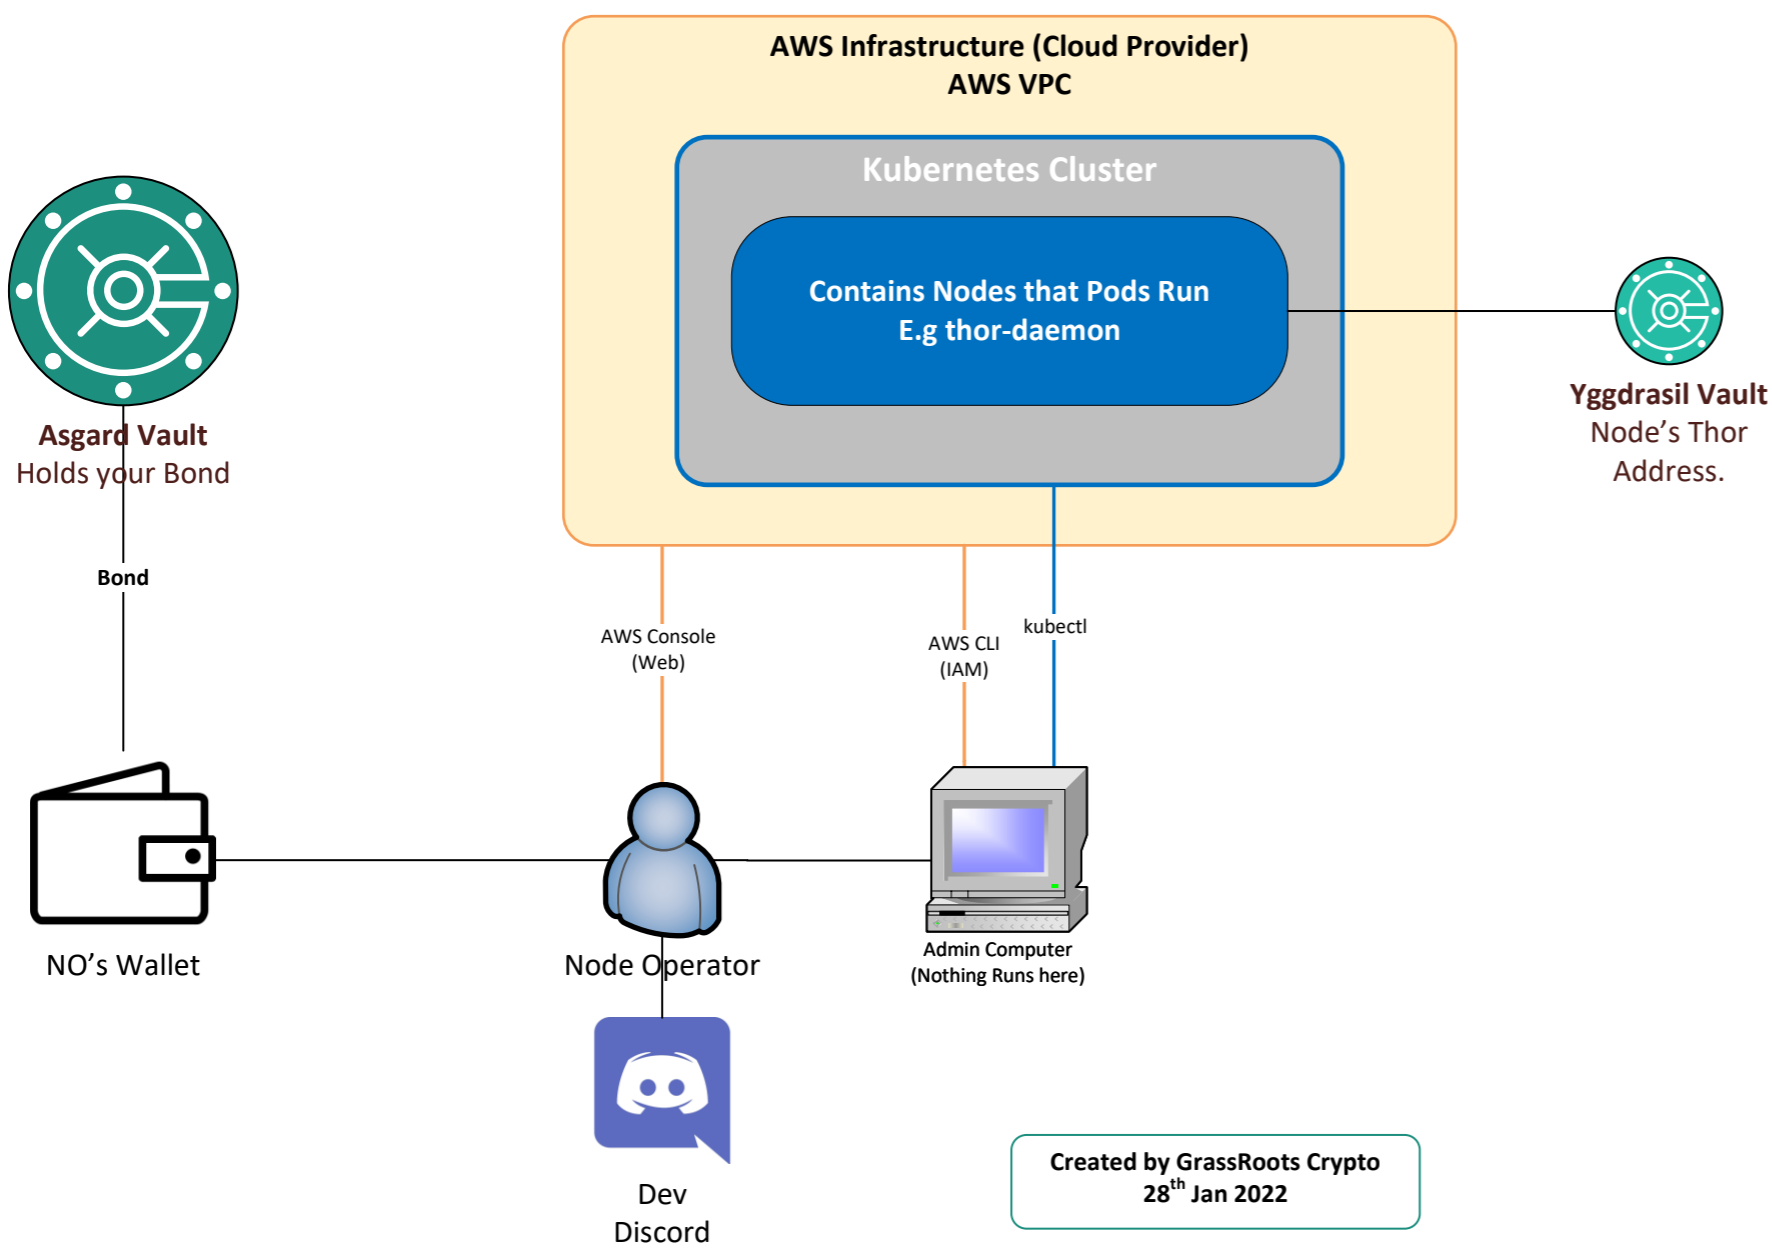 AWS Infrastructure (Cloud Provider)
AWS VPC
Kubernetes Cluster
Contains Nodes that Pods Run
E.g thor-daemon
Asgard Vault
Holds your Bond
Yggdrasil Vault
Node's Thor
Address.
Bond
AWS Console
(Web)
AWS CLI
(IAM)
kubectl
NO's Wallet
Node Operator
Admin Computer
(Nothing Runs here)
Dev
Discord
Created by GrassRoots Crypto
28th Jan 2022